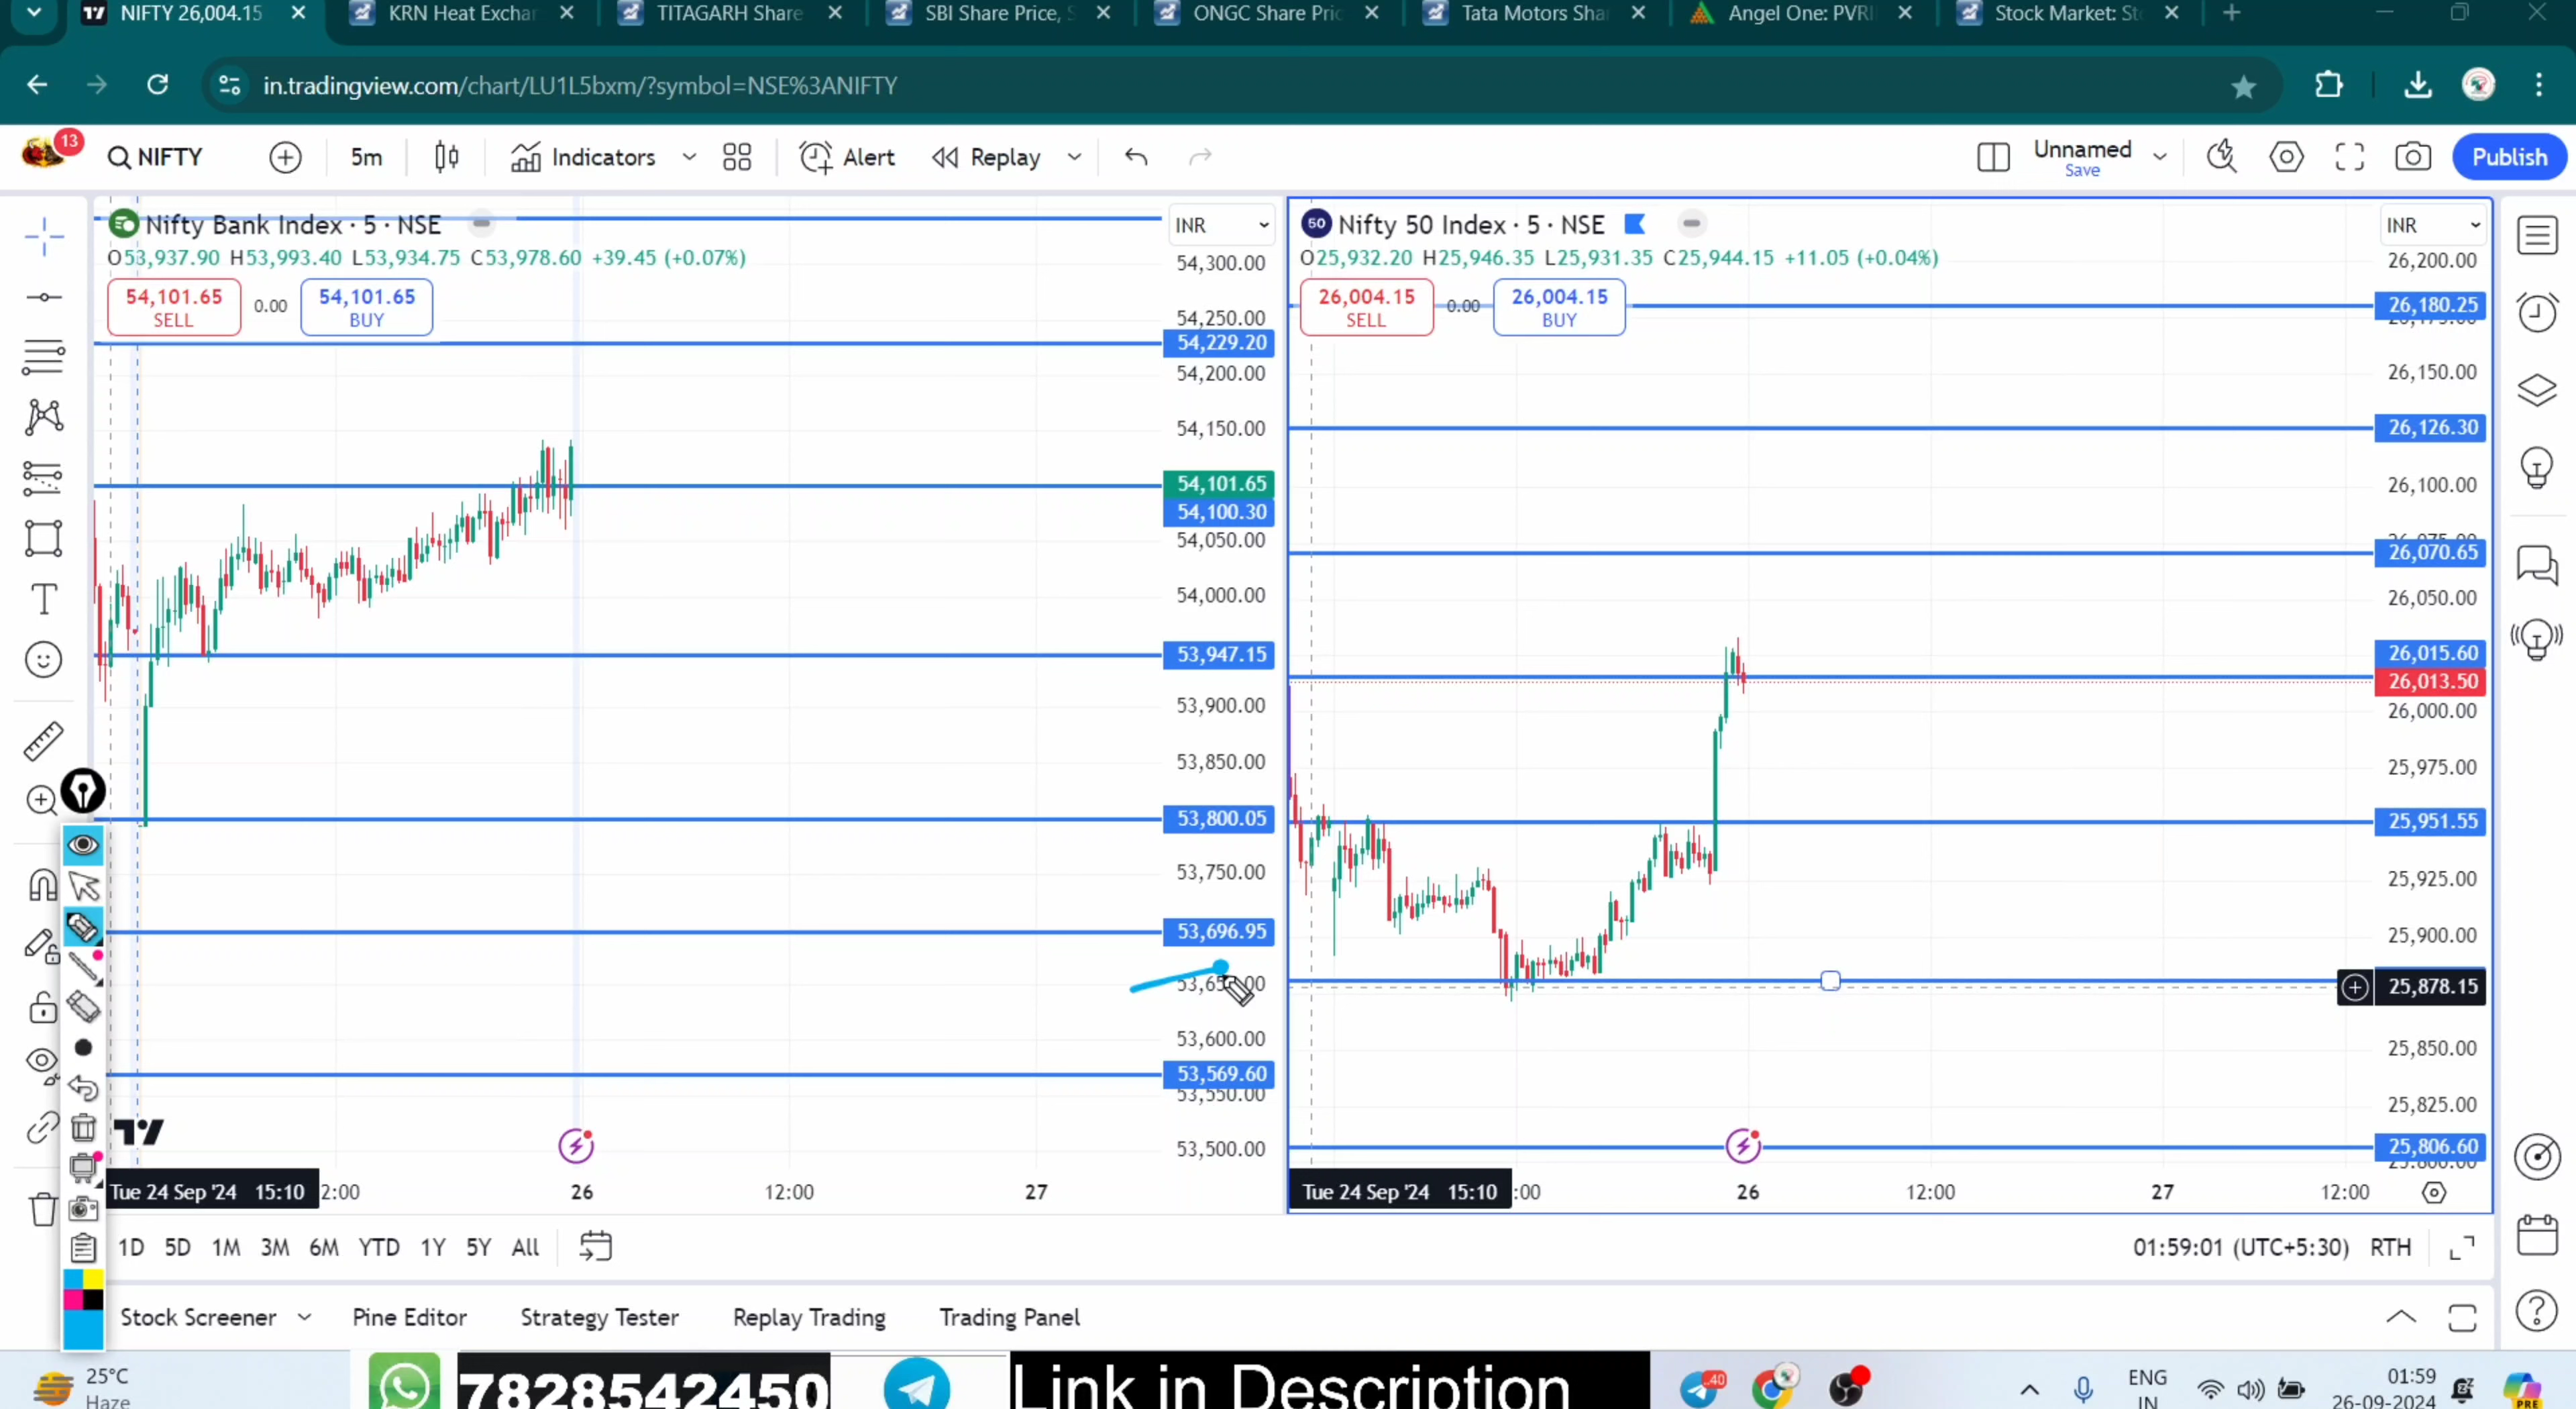 NIFTY 26,004.15
KRN Heat Exchan
TITAGARH Share
SBI Share Price, S
ONGC Share Pric
Tata Motors Shar
Angel One: PVRI
Stock Market: St
in.tradingview.com/chart/LU1L5bxm/?symbol=NSE%3ANIFTY
13
NIFTY
5m
Indicators
Alert
Replay
Unnamed
Save
Publish
Nifty Bank Index · 5 · NSE
O53,937.90 H53,993.40 L53,934.75 C53,978.60 +39.45 (+0.07%)
54,101.65
SELL
0.00
54,101.65
BUY
INR
54,300.00
54,250.00
54,229.20
54,200.00
54,150.00
54,101.65
54,100.30
54,050.00
54,000.00
53,947.15
53,900.00
53,850.00
53,800.05
53,750.00
53,696.95
53,600.00
53,569.60
53,550.00
53,500.00
Tue 24 Sep '24 15:10
2:00
26
12:00
27
50
Nifty 50 Index · 5 · NSE
O25,932.20 H25,946.35 L25,931.35 C25,944.15 +11.05 (+0.04%)
26,004.15
SELL
0.00
26,004.15
BUY
INR
26,200.00
26,180.25
26,150.00
26,126.30
26,100.00
26,070.65
26,050.00
26,015.60
26,013.50
26,000.00
25,975.00
25,951.55
25,925.00
25,900.00
25,878.15
25,850.00
25,825.00
25,806.60
Tue 24 Sep '24 15:10
:00
26
12:00
27
12:00
1D 5D 1M 3M 6M YTD 1Y 5Y All
01:59:01 (UTC+5:30) RTH
Stock Screener
Pine Editor
Strategy Tester
Replay Trading
Trading Panel
25°C
Haze
7828542450
Link in Description
40
ENG
IN
01:59
26-09-2024
PRE